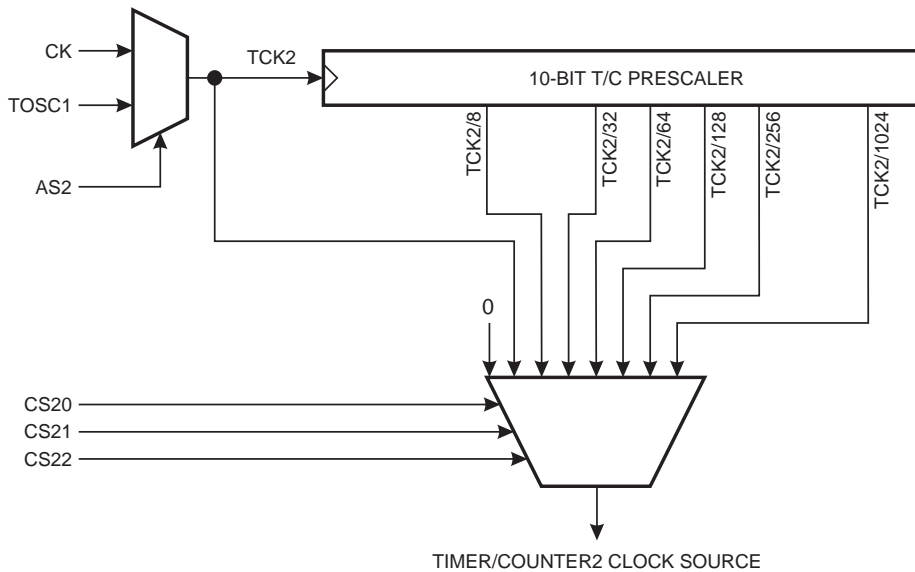 CK
TCK2
10-BIT T/C PRESCALER
TOSC1
TCK2/8
TCK2/32
TCK2/64
TCK2/128
TCK2/256
TCK2/1024
AS2
0
CS20
CS21
CS22
TIMER/COUNTER2 CLOCK SOURCE